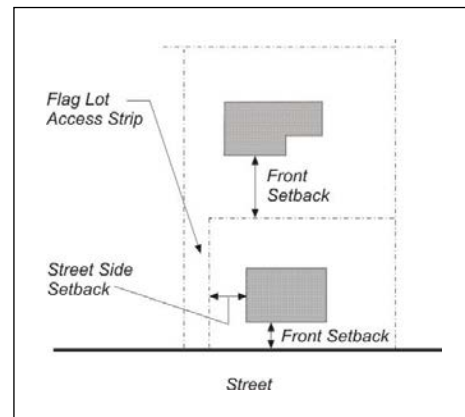 Flag Lot
Access Strip
Front
Setback
Street Side
Setback
Front Setback
Street